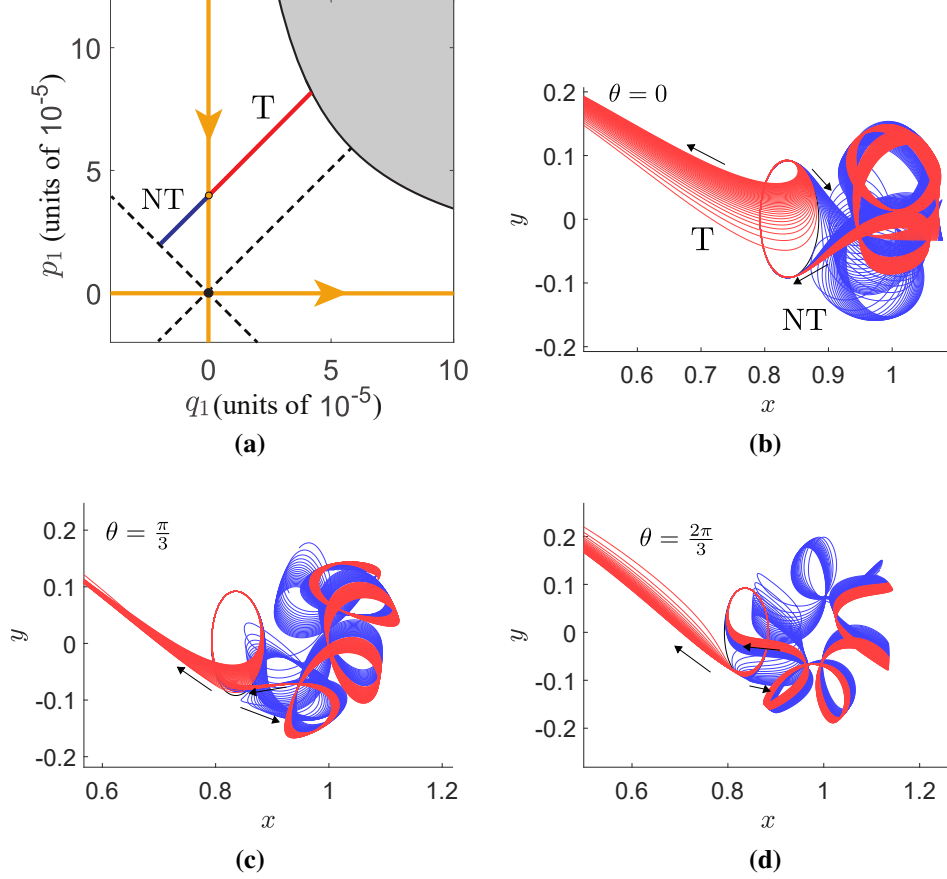 10
5
0
p1 (units of 10-5)
T
NT
0
5
10
q1 (units of 10-5)
(a)
θ = 0
0.2
0.1
0
-0.1
-0.2
y
T
NT
0.6
0.7
0.8
0.9
1
x
(b)
θ = π/3
0.2
0.1
0
-0.1
-0.2
y
0.6
0.8
1
1.2
x
(c)
θ = 2π/3
0.2
0.1
0
-0.1
-0.2
y
0.6
0.8
1
1.2
x
(d)